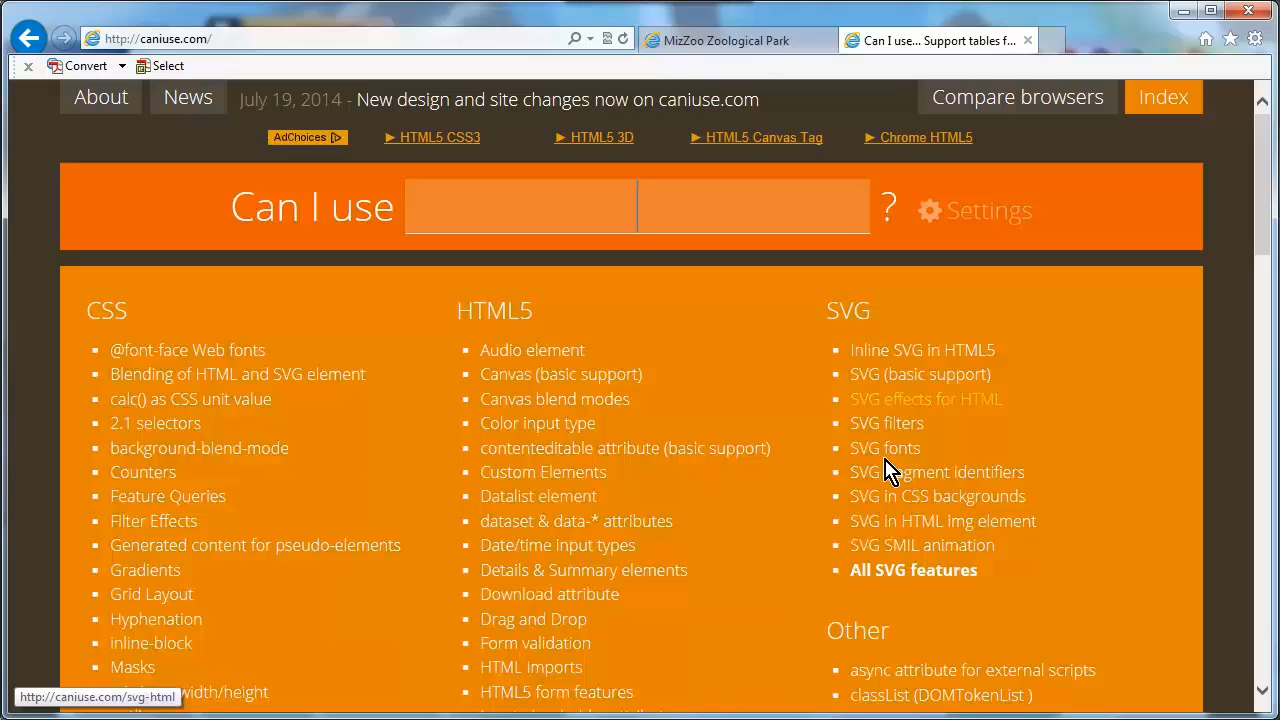 http://caniuse.com/
MizZoo Zoological Park
Can I use... Support tables f...
Convert
Select
About
News
July 19, 2014 - New design and site changes now on caniuse.com
Compare browsers
Index
AdChoices
► HTML5 CSS3
► HTML5 3D
► HTML5 Canvas Tag
► Chrome HTML5
Can I use
?
Settings
CSS
@font-face Web fonts
Blending of HTML and SVG element
calc() as CSS unit value
2.1 selectors
background-blend-mode
Counters
Feature Queries
Filter Effects
Generated content for pseudo-elements
Gradients
Grid Layout
Hyphenation
inline-block
Masks
width/height
HTML5
Audio element
Canvas (basic support)
Canvas blend modes
Color input type
contenteditable attribute (basic support)
Custom Elements
Datalist element
dataset & data-* attributes
Date/time input types
Details & Summary elements
Download attribute
Drag and Drop
Form validation
HTML Imports
HTML5 form features
SVG
Inline SVG in HTML5
SVG (basic support)
SVG effects for HTML
SVG filters
SVG fonts
SVG fragment identifiers
SVG in CSS backgrounds
SVG in HTML img element
SVG SMIL animation
All SVG features
Other
async attribute for external scripts
classList (DOMTokenList )
http://caniuse.com/svg-html